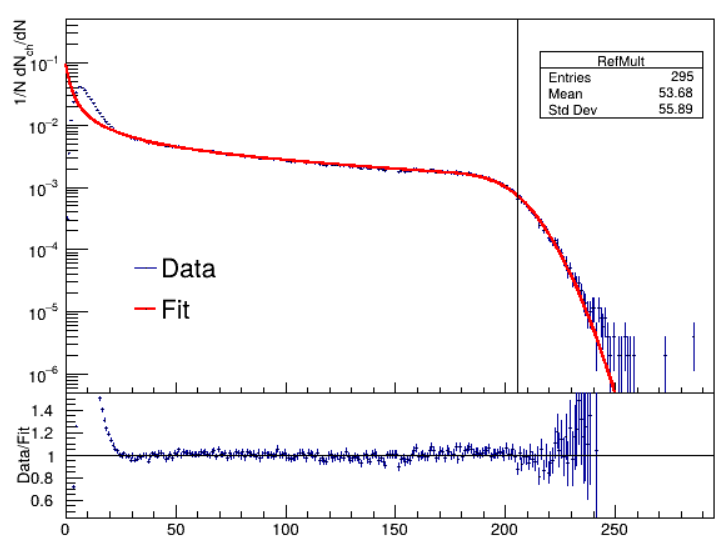 1/N dN_ch/dN
10^-1
10^-2
10^-3
10^-4
10^-5
10^-6
RefMult
Entries 295
Mean 53.68
Std Dev 55.89
Data
Fit
Data/Fit
1.4
1.2
1
0.8
0.6
0 50 100 150 200 250